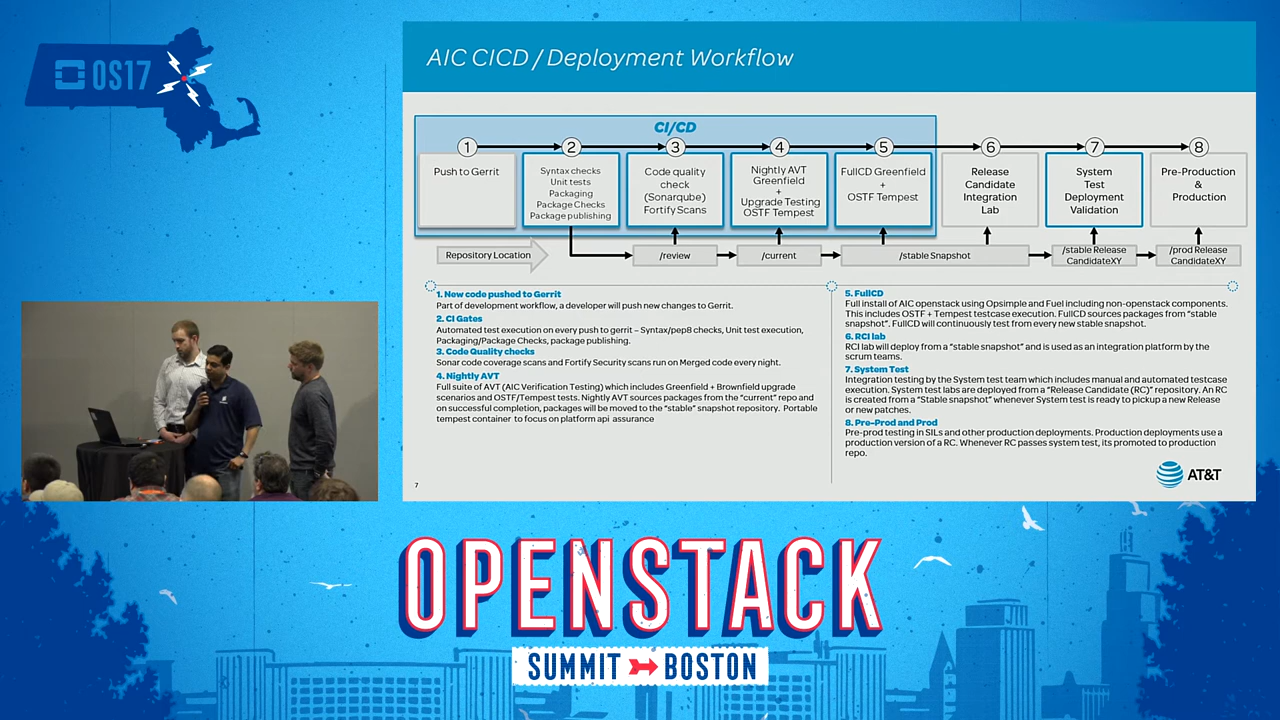 OS17
AIC CICD / Deployment Workflow
CI/CD
1
2
3
4
5
6
7
8
Push to Gerrit
Syntax checks
Unit tests
Packaging
Package Checks
Package publishing
Code quality
check
(Sonarqube)
Fortify Scans
Nightly AVT
Greenfield
+
Upgrade Testing
OSTF Tempest
FullCD Greenfield
+
OSTF Tempest
Release
Candidate
Integration
Lab
System
Test
Deployment
Validation
Pre-Production
&
Production
Repository Location
/review
/current
/stable Snapshot
/stable Release
CandidateXY
/prod Release
CandidateXY
1. New code pushed to Gerrit
Part of development workflow, a developer will push new changes to Gerrit.
2. CI Gates
Automated test execution on every push to gerrit – Syntax/pep8 checks, Unit test execution,
Packaging/Package Checks, package publishing.
3. Code Quality checks
Sonar code coverage scans and Fortify Security scans run on Merged code every night.
4. Nightly AVT
Full suite of AVT (AIC Verification Testing) which includes Greenfield + Brownfield upgrade
scenarios and OSTF/Tempest tests. Nightly AVT sources packages from the "current" repo and
on successful completion, packages will be moved to the "stable" snapshot repository. Portable
tempest container to focus on platform api assurance
5. FullCD
Full install of AIC openstack using Opsimple and Fuel including non-openstack components.
This includes OSTF + Tempest testcase execution. FullCD sources packages from "stable
snapshot". FullCD will continuously test from every new stable snapshot.
6. RCI lab
RCI lab will deploy from a "stable snapshot" and is used as an integration platform by the
scrum teams.
7. System Test
Integration testing by the System test team which includes manual and automated testcase
execution. System test labs are deployed from a "Release Candidate (RC)" repository. An RC
is created from a "Stable snapshot" whenever System test is ready to pickup a new Release
or new patches.
8. Pre-Prod and Prod
Pre-prod testing in SILs and other production deployments. Production deployments use a
production version of a RC. Whenever RC passes system test, its promoted to production
repo.
7
AT&T
OPENSTACK
SUMMIT BOSTON